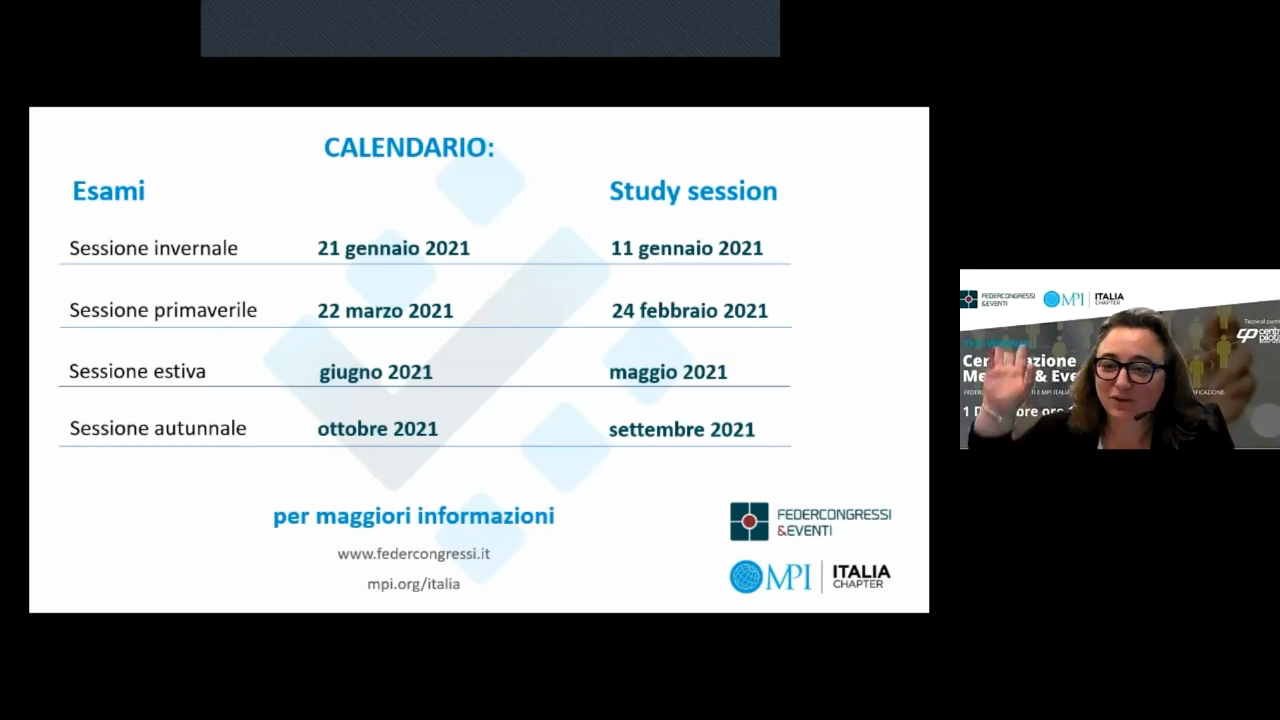 CALENDARIO:
Esami Study session
Sessione invernale 21 gennaio 2021 11 gennaio 2021
Sessione primaverile 22 marzo 2021 24 febbraio 2021
Sessione estiva giugno 2021 maggio 2021
Sessione autunnale ottobre 2021 settembre 2021
per maggiori informazioni
www.federcongressi.it
mpi.org/italia
FEDERCONGRESSI
&EVENTI
MPI ITALIA
CHAPTER
FEDERCONGRESSI
&EVENTI
MPI ITALIA
CHAPTER